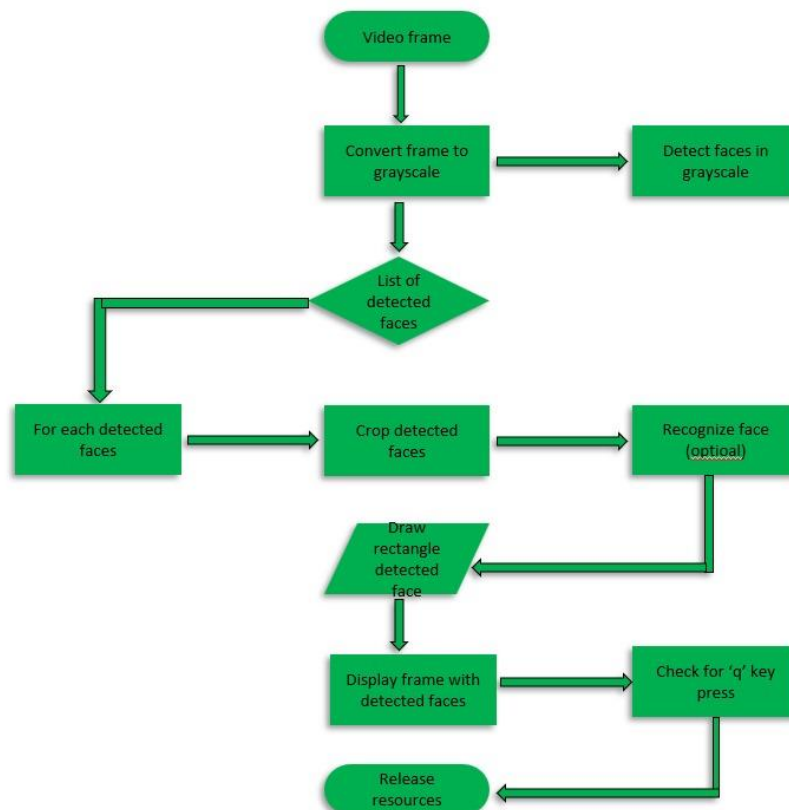 Video frame
Convert frame to
grayscale
Detect faces in
grayscale
List of
detected
faces
For each detected
faces
Crop detected
faces
Recognize face
(optioal)
Draw
rectangle
detected
face
Display frame with
detected faces
Check for ‘q’ key
press
Release
resources